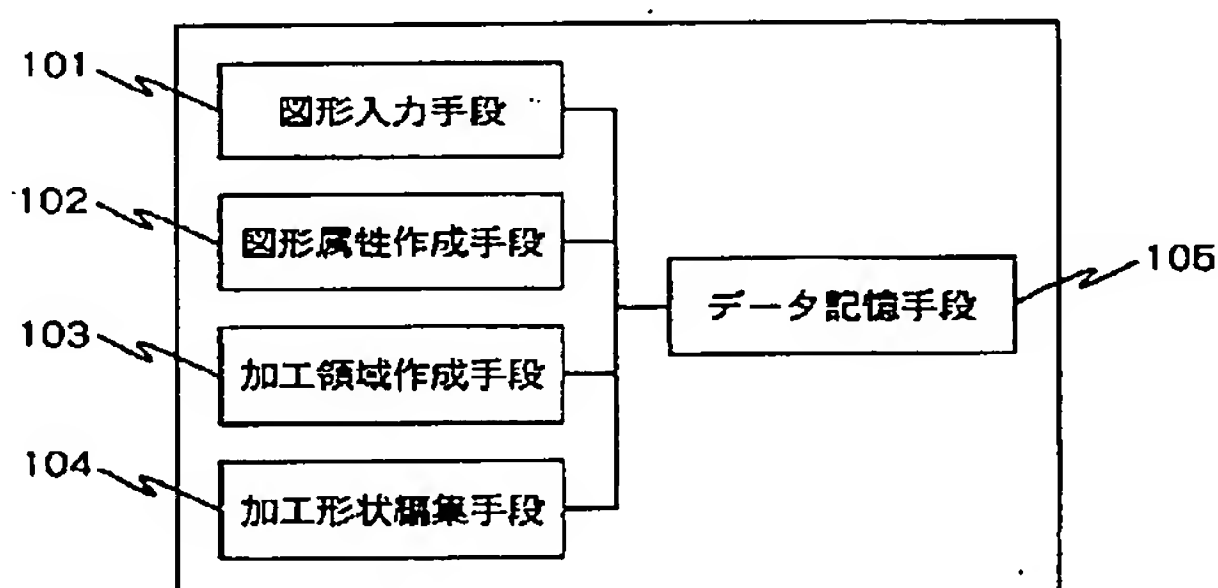 101
図形入力手段
102
図形属性作成手段
103
加工領域作成手段
104
加工形状編集手段
データ記憶手段
105